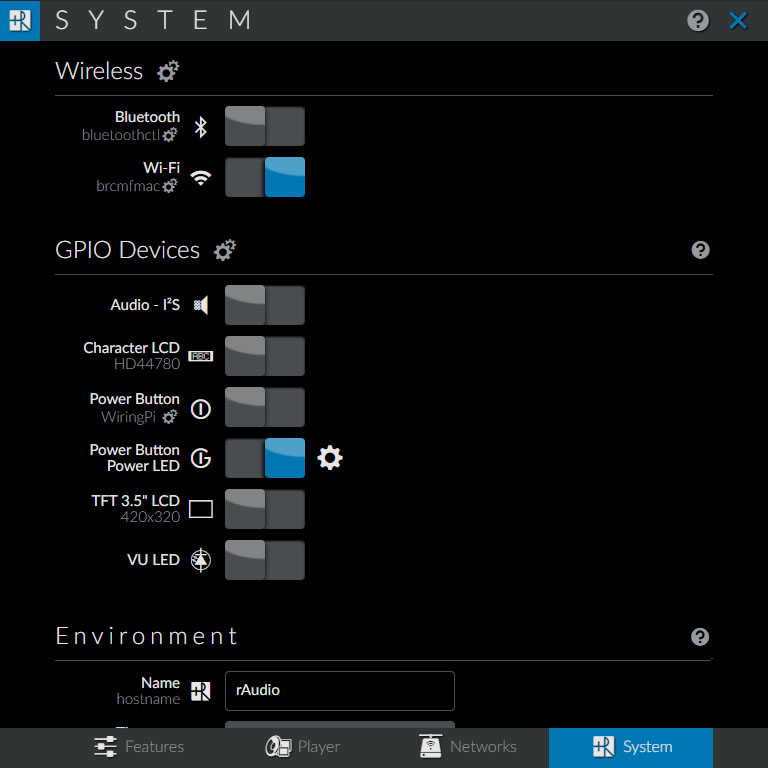 SYSTEM
Wireless
Bluetooth
bluetoothctl
Wi-Fi
brcmfmac
GPIO Devices
Audio - I²S
Character LCD
HD44780
ABC
Power Button
WiringPi
Power Button
Power LED
TFT 3.5" LCD
420x320
VU LED
Environment
Name
hostname
rAudio
Features
Player
Networks
System